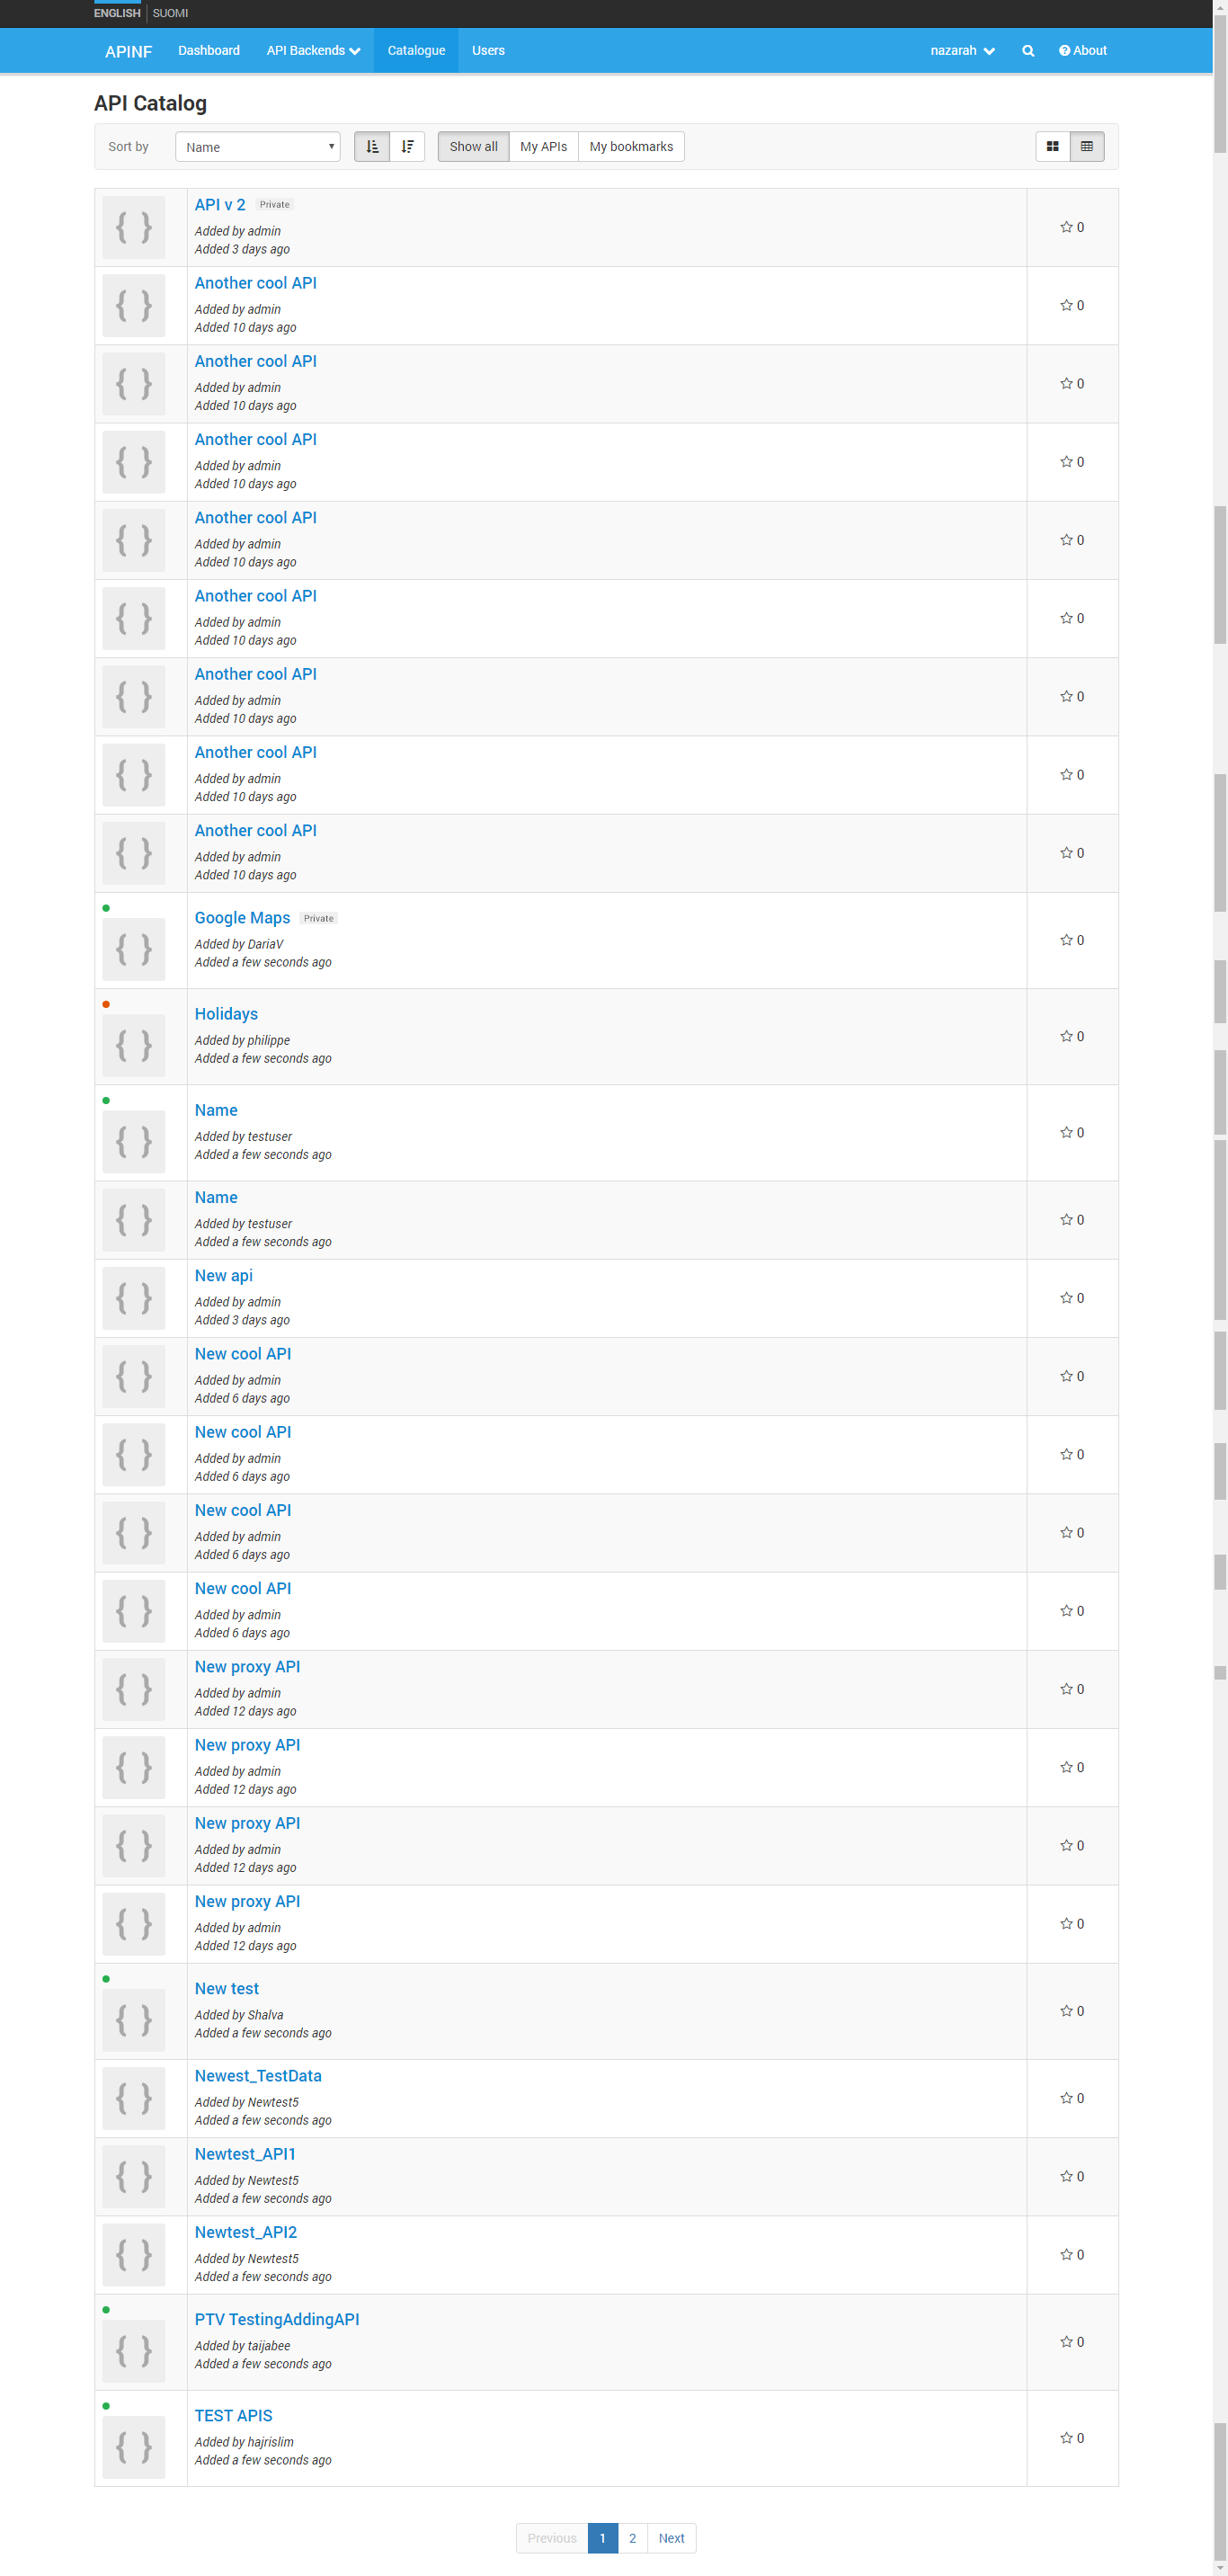 ENGLISH SUOMI
APINF Dashboard API Backends Catalogue Users nazarah About
API Catalog
Sort by Name Show all My APIs My bookmarks
API v 2 Private
Added by admin
Added 3 days ago
0
Another cool API
Added by admin
Added 10 days ago
0
Another cool API
Added by admin
Added 10 days ago
0
Another cool API
Added by admin
Added 10 days ago
0
Another cool API
Added by admin
Added 10 days ago
0
Another cool API
Added by admin
Added 10 days ago
0
Another cool API
Added by admin
Added 10 days ago
0
Another cool API
Added by admin
Added 10 days ago
0
Another cool API
Added by admin
Added 10 days ago
0
Google Maps Private
Added by DariaV
Added a few seconds ago
0
Holidays
Added by philippe
Added a few seconds ago
0
Name
Added by testuser
Added a few seconds ago
0
Name
Added by testuser
Added a few seconds ago
0
New api
Added by admin
Added 3 days ago
0
New cool API
Added by admin
Added 6 days ago
0
New cool API
Added by admin
Added 6 days ago
0
New cool API
Added by admin
Added 6 days ago
0
New cool API
Added by admin
Added 6 days ago
0
New proxy API
Added by admin
Added 12 days ago
0
New proxy API
Added by admin
Added 12 days ago
0
New proxy API
Added by admin
Added 12 days ago
0
New proxy API
Added by admin
Added 12 days ago
0
New test
Added by Shalva
Added a few seconds ago
0
Newest_TestData
Added by Newtest5
Added a few seconds ago
0
Newtest_API1
Added by Newtest5
Added a few seconds ago
0
Newtest_API2
Added by Newtest5
Added a few seconds ago
0
PTV TestingAddingAPI
Added by taijabee
Added a few seconds ago
0
TEST APIS
Added by hajrislim
Added a few seconds ago
0
Previous 1 2 Next